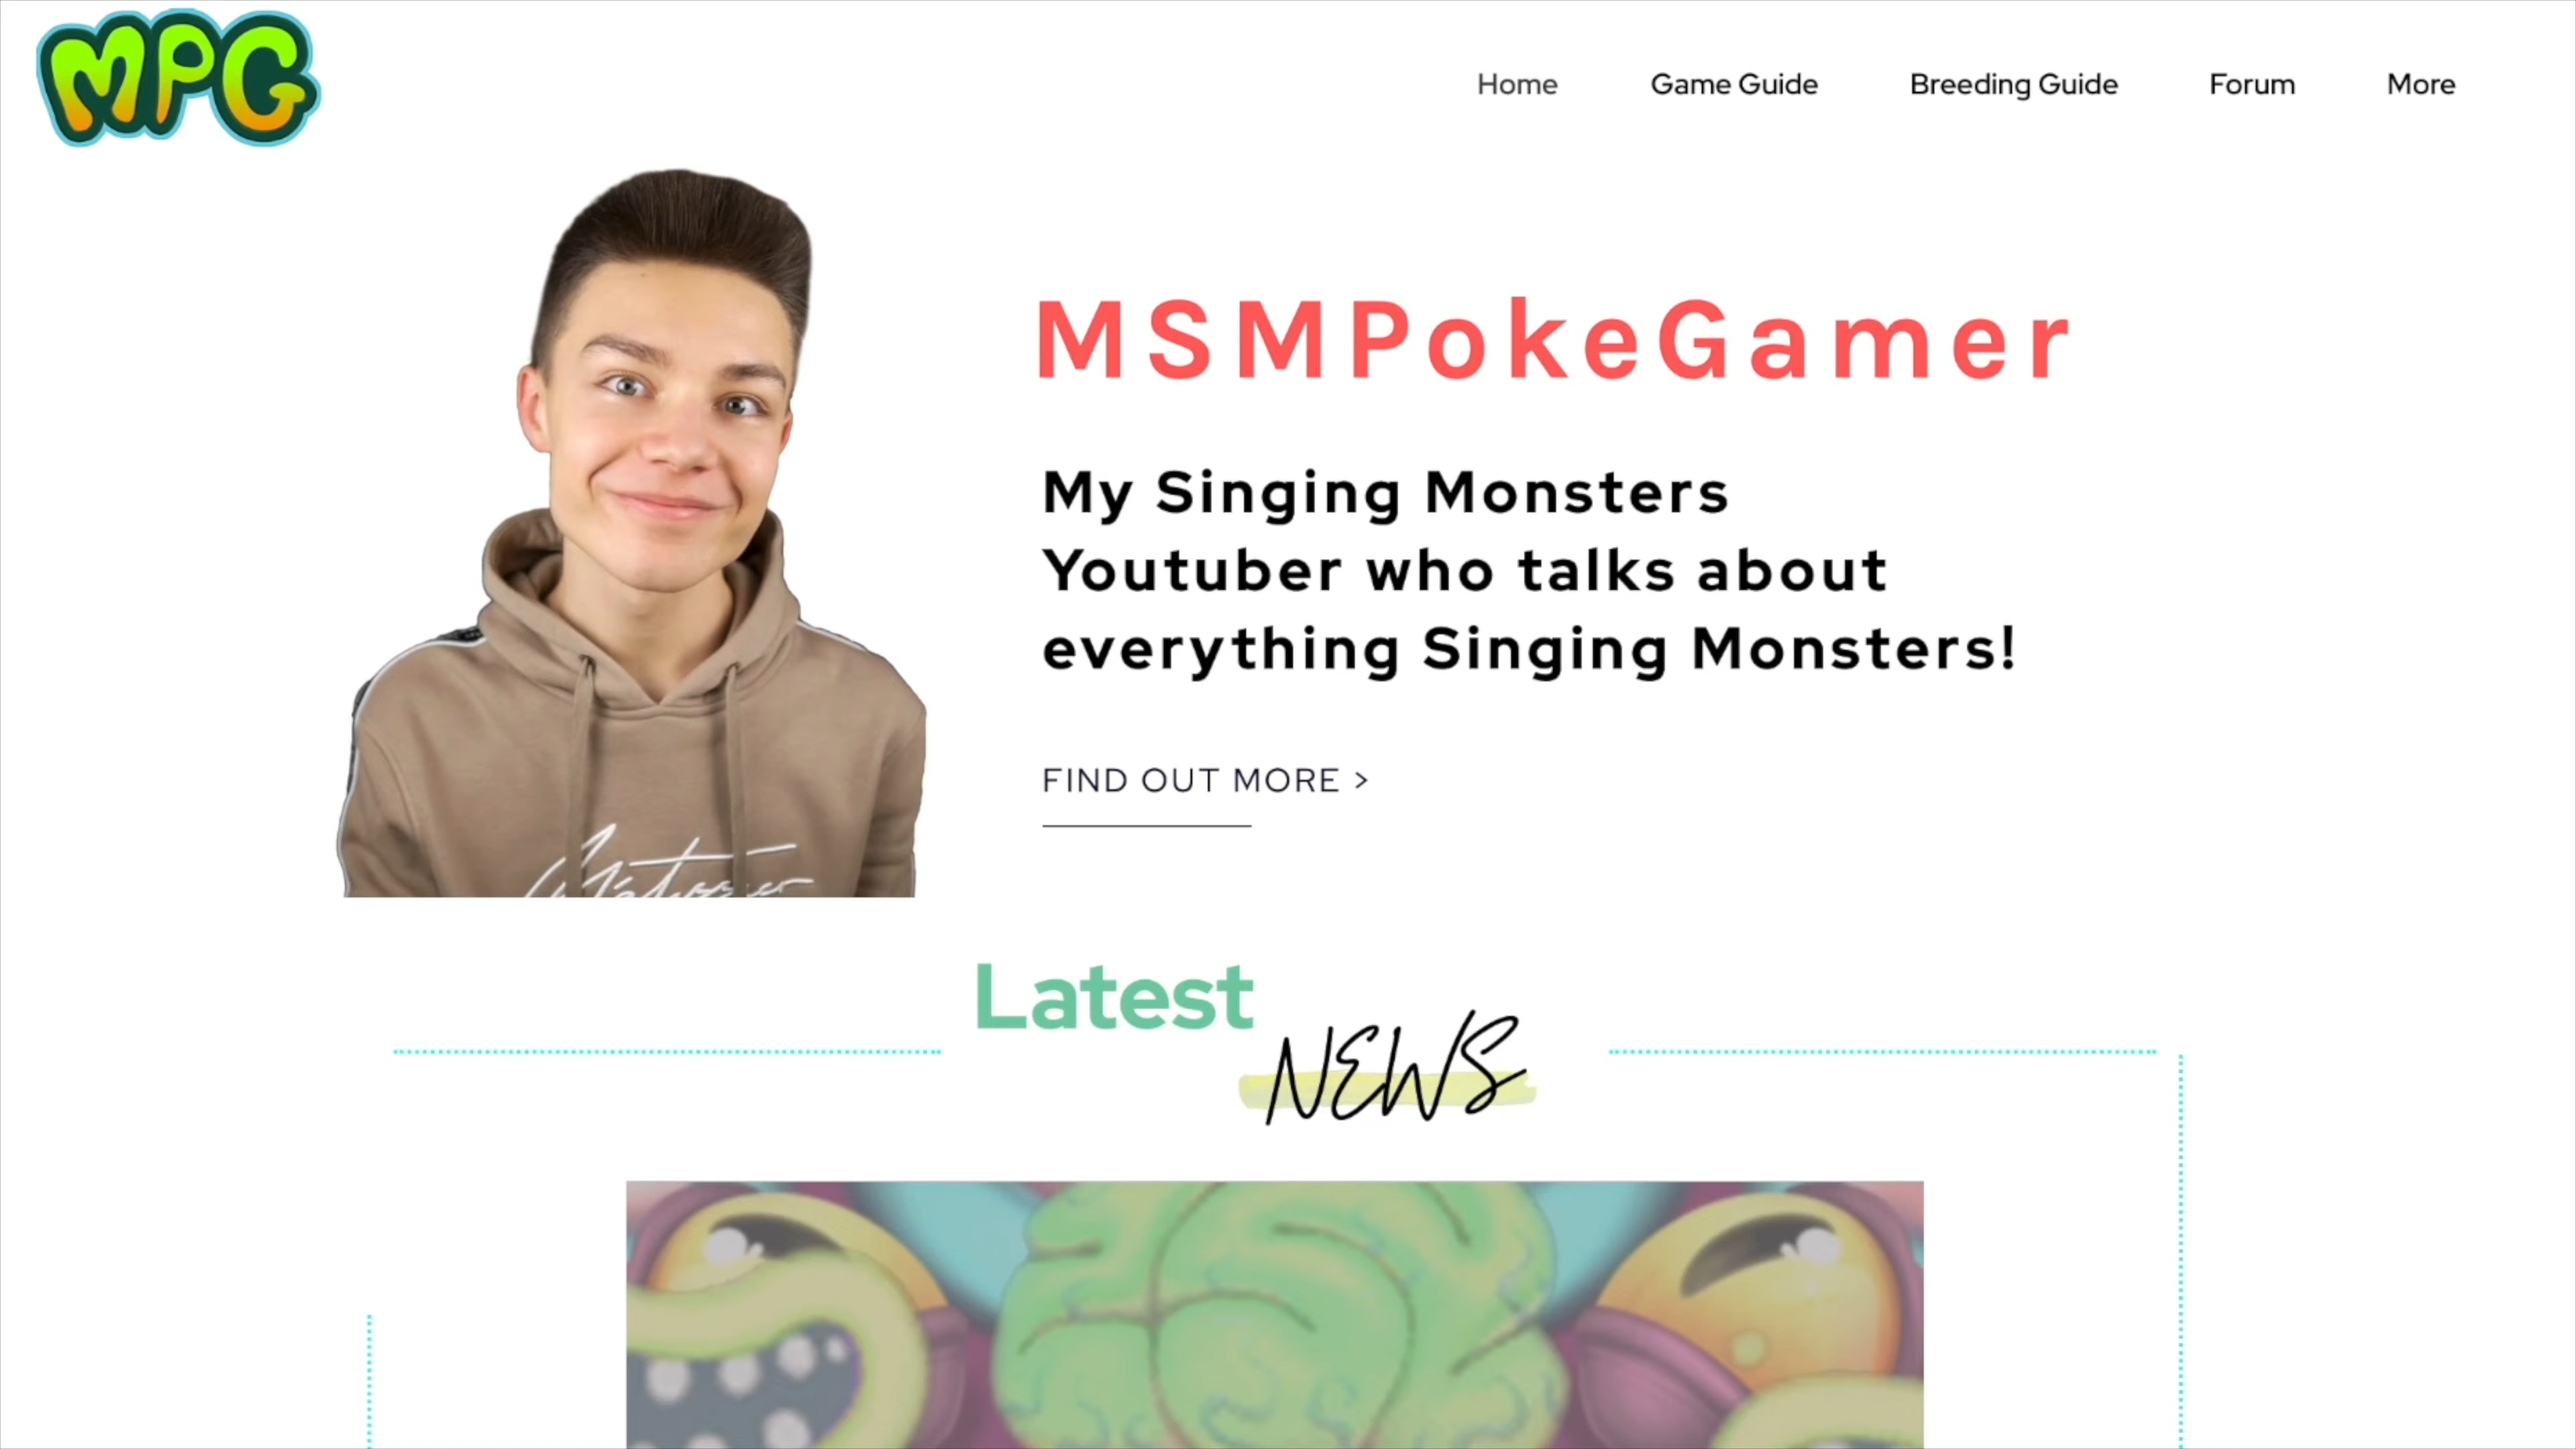 MPG
Home Game Guide Breeding Guide Forum More
MSMPokeGamer
My Singing Monsters
Youtuber who talks about
everything Singing Monsters!
FIND OUT MORE >
Latest
NEWS